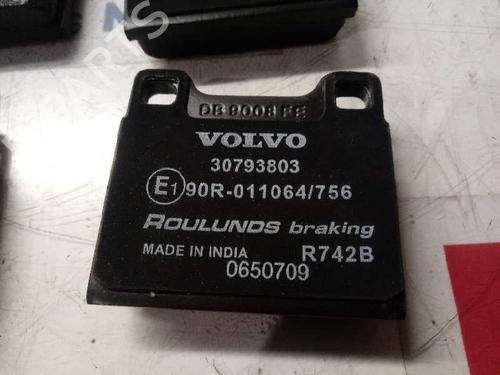 DB 9008 FE
VOLVO
30793803
E1 90R-011064/756
ROULUNDS braking
MADE IN INDIA R742B
0650709